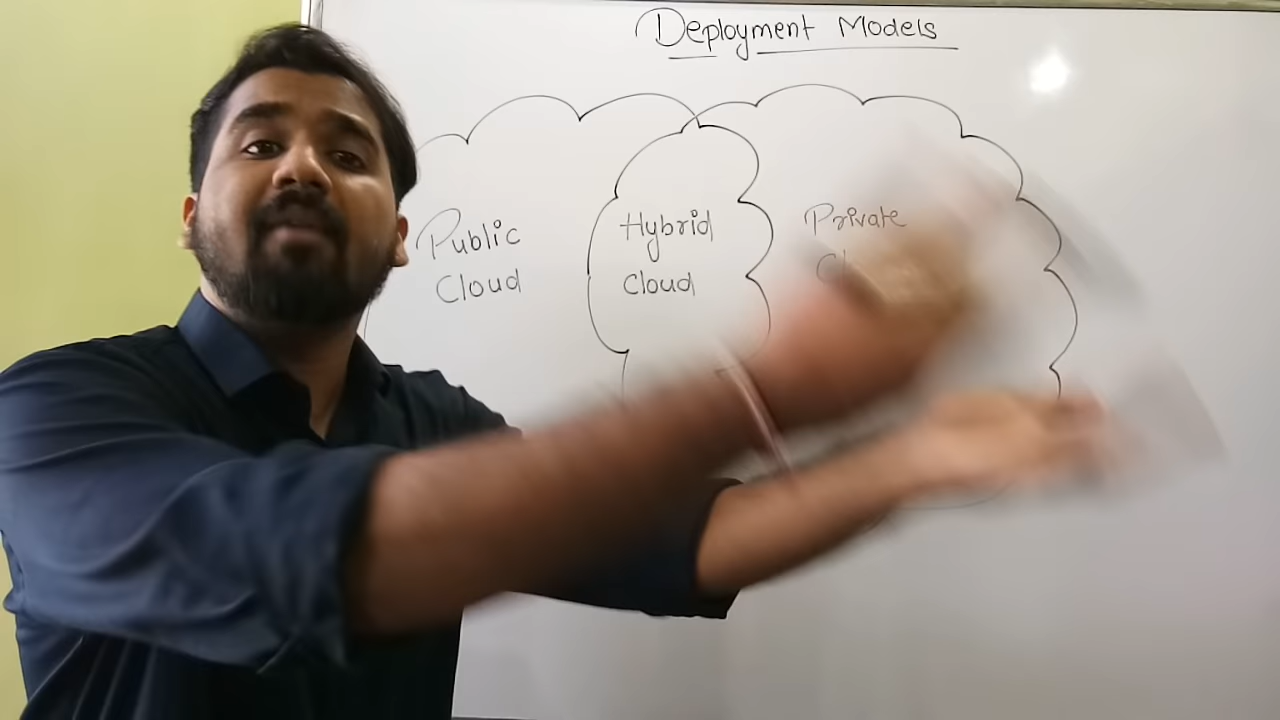 Deployment Models
Public
Cloud
Hybrid
Cloud
Private